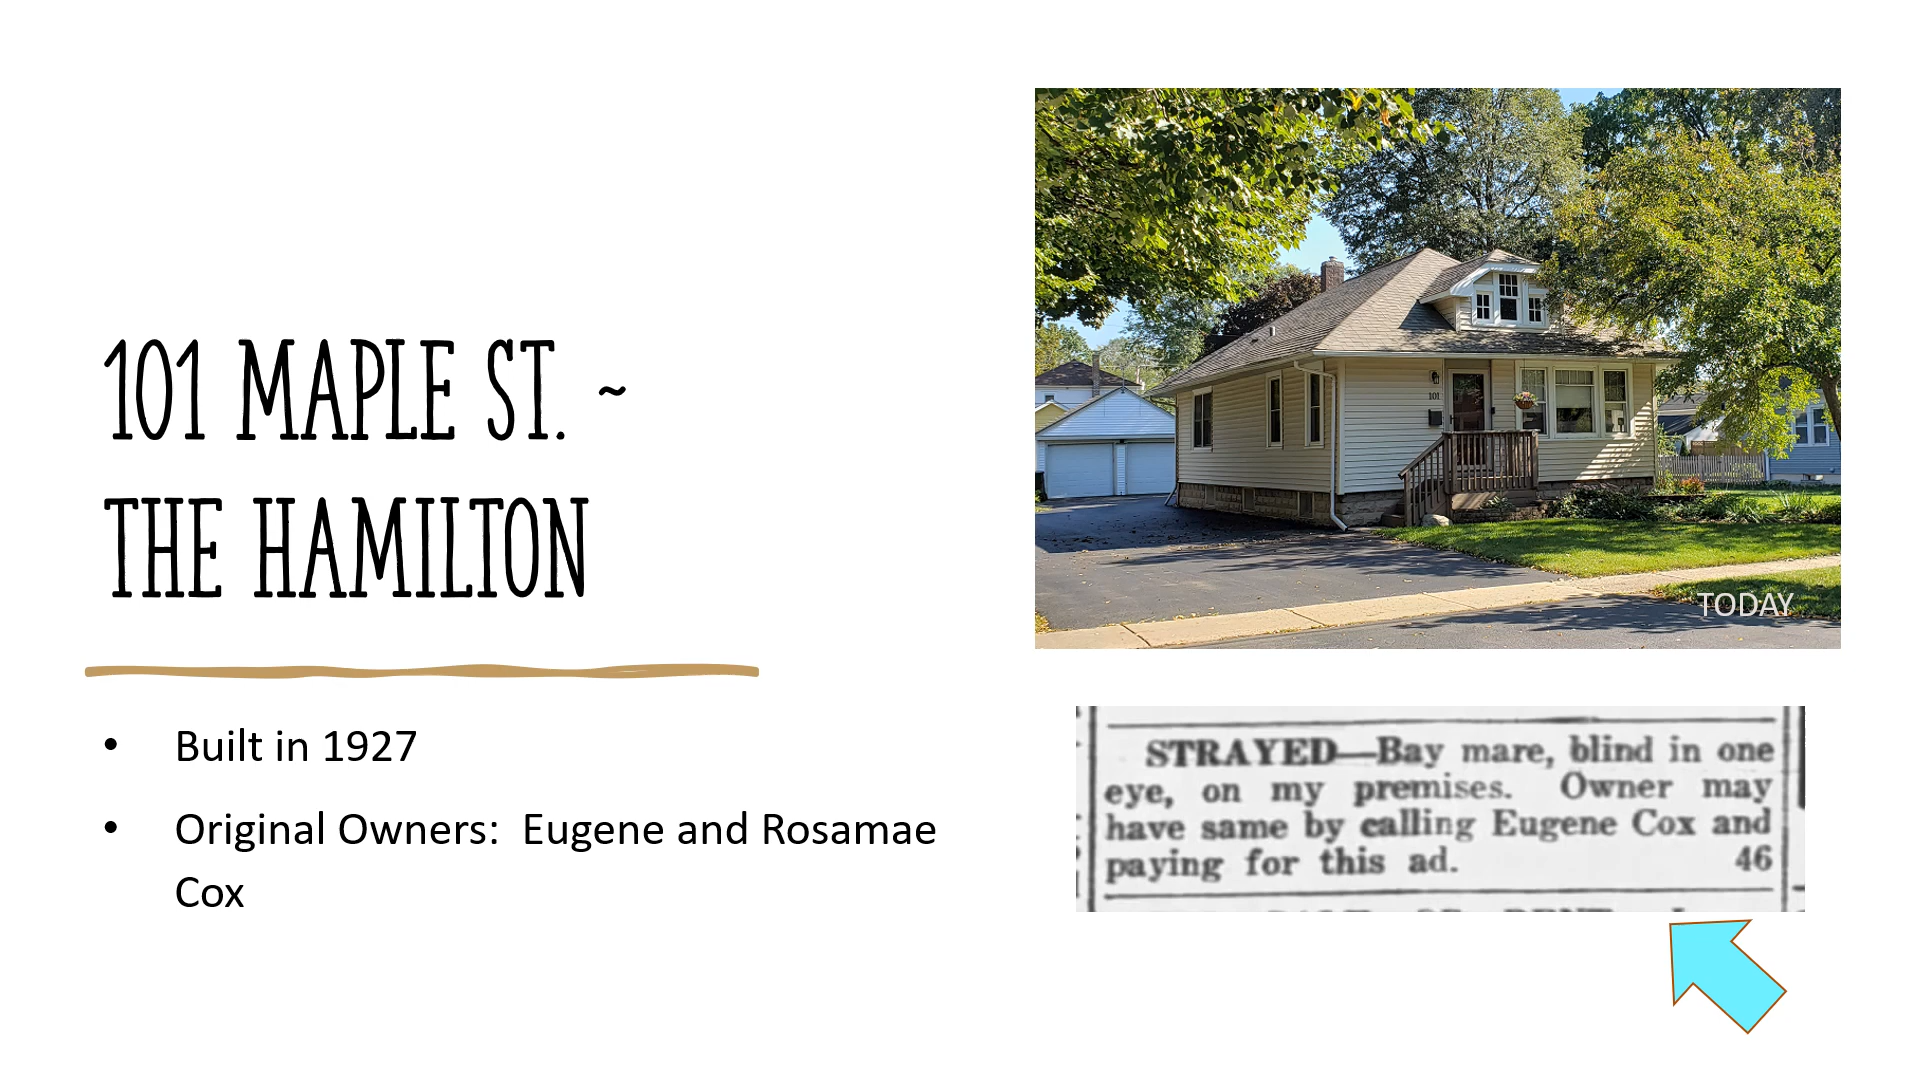 101 MAPLE ST. ~
THE HAMILTON
• Built in 1927
• Original Owners:  Eugene and Rosamae
Cox
101
TODAY
STRAYED—Bay mare, blind in one
eye, on my premises. Owner may
have same by calling Eugene Cox and
paying for this ad. 46